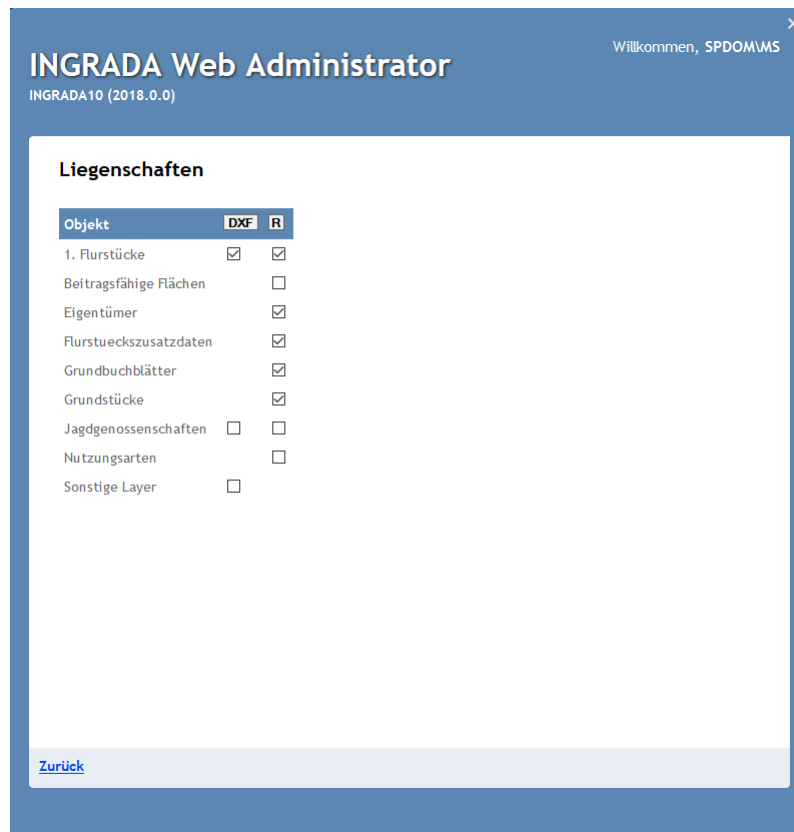 Willkommen, SPDOM\MS
INGRADA Web Administrator
INGRADA10 (2018.0.0)
Liegenschaften
Objekt DXF R
1. Flurstücke
Beitragsfähige Flächen
Eigentümer
Flurstueckszusatzdaten
Grundbuchblätter
Grundstücke
Jagdgenossenschaften
Nutzungsarten
Sonstige Layer
Zurück